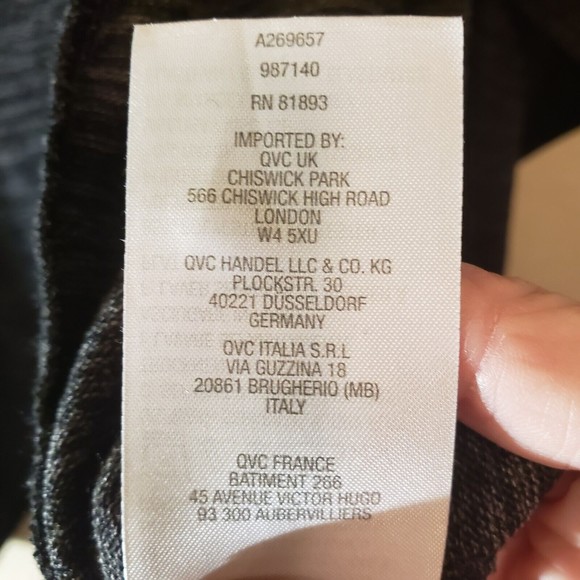 A269657
987140
RN 81893
IMPORTED BY:
QVC UK
CHISWICK PARK
566 CHISWICK HIGH ROAD
LONDON
W4 5XU
QVC HANDEL LLC & CO. KG
PLOCKSTR. 30
40221 DÜSSELDORF
GERMANY
QVC ITALIA S.R.L
VIA GUZZINA 18
20861 BRUGHERIO (MB)
ITALY
QVC FRANCE
BATIMENT 266
45 AVENUE VICTOR HUGO
93 300 AUBERVILLIERS